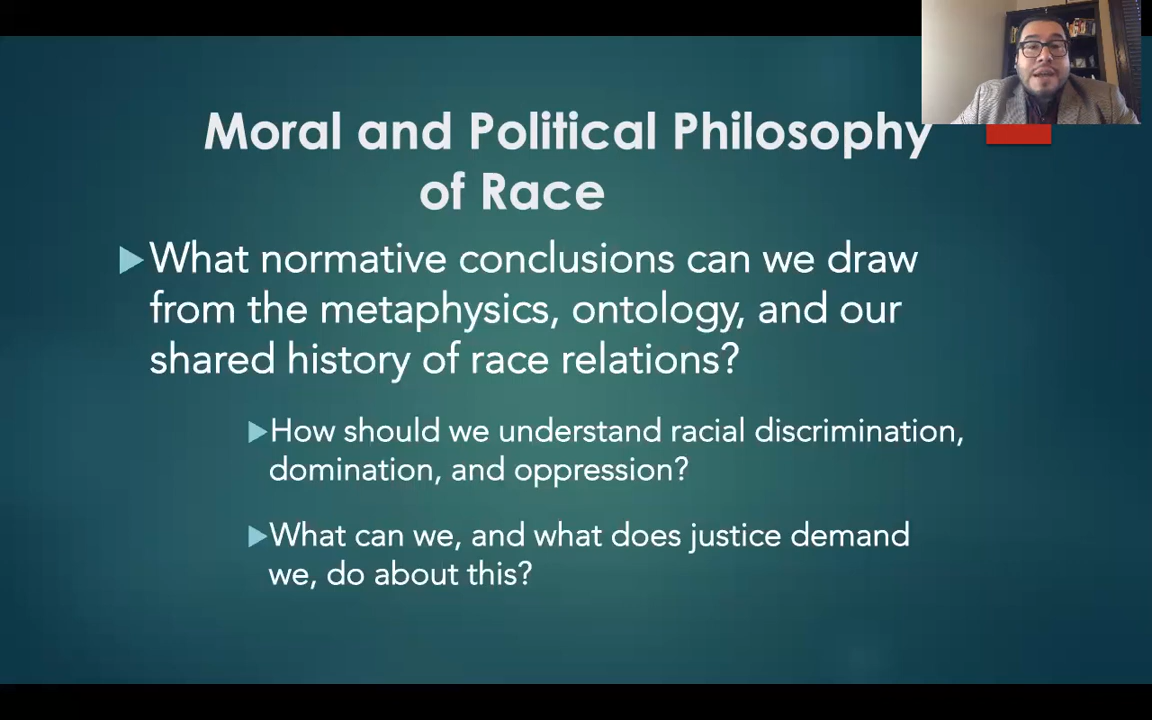 Moral and Political Philosophy
of Race
What normative conclusions can we draw
from the metaphysics, ontology, and our
shared history of race relations?
How should we understand racial discrimination,
domination, and oppression?
What can we, and what does justice demand
we, do about this?